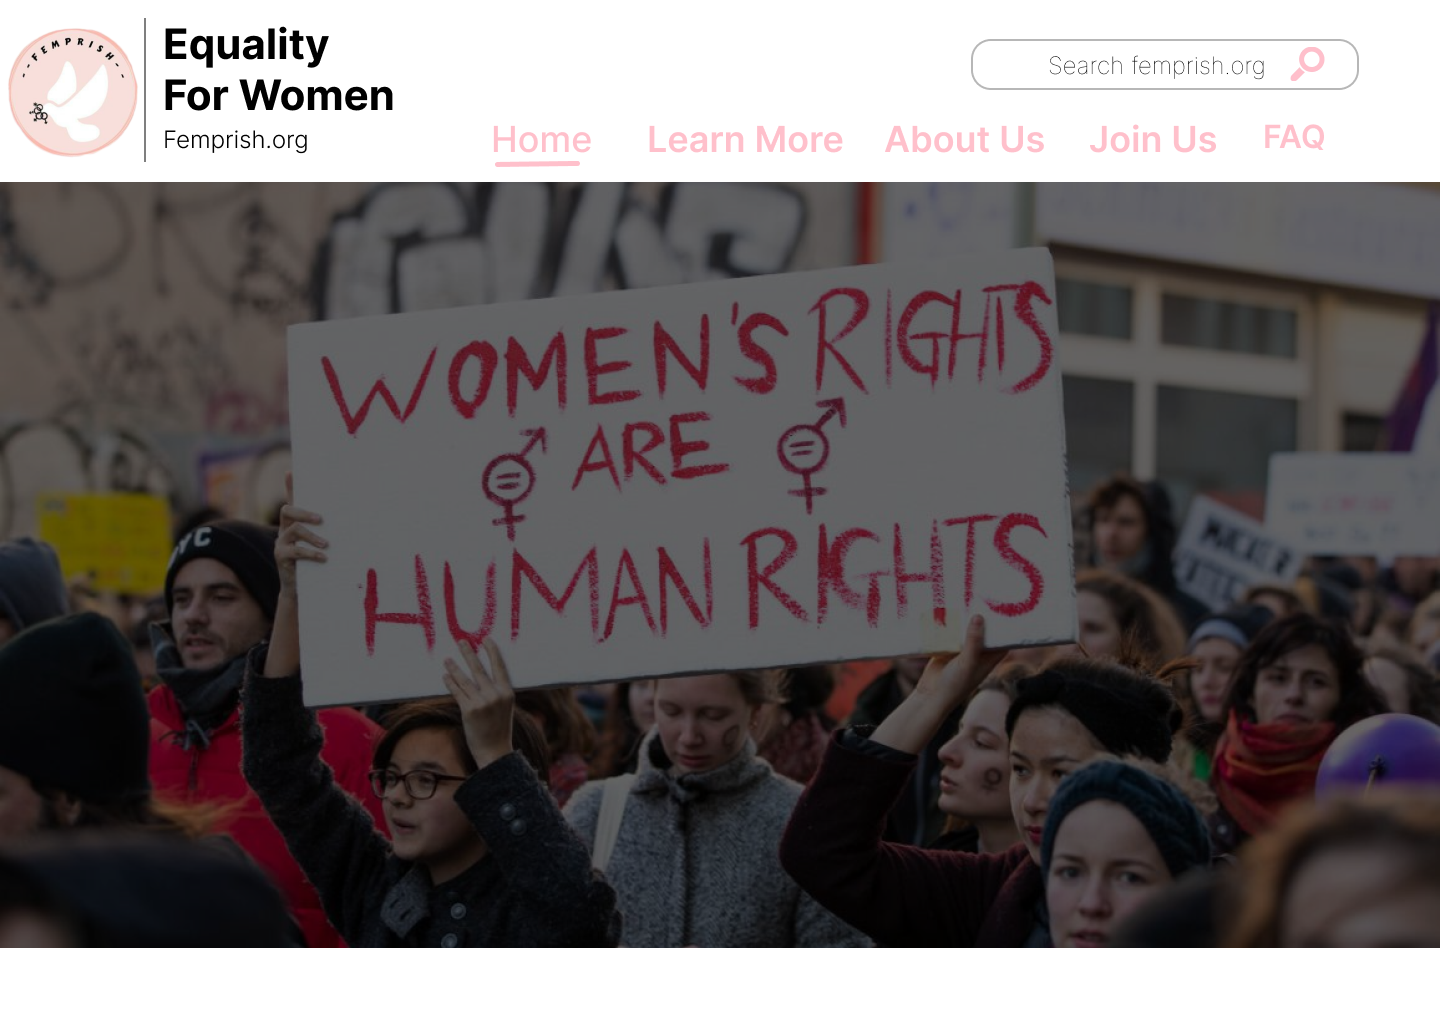 --FEMPRISH--
Equality
For Women
Femprish.org
Search femprish.org
Home
Learn More
About Us
Join Us
FAQ
WOMEN'S RIGHTS
ARE
HUMAN RIGHTS